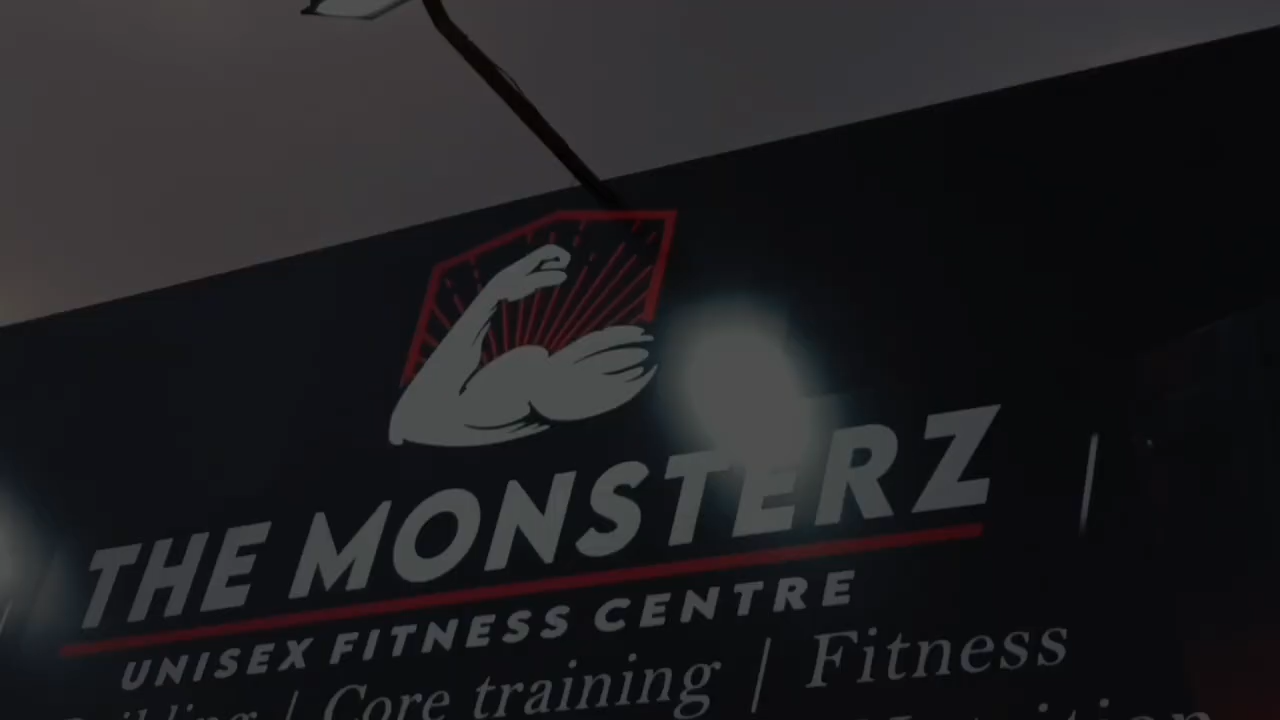 THE MONSTERZ
UNISEX FITNESS CENTRE
| Core training | Fitness